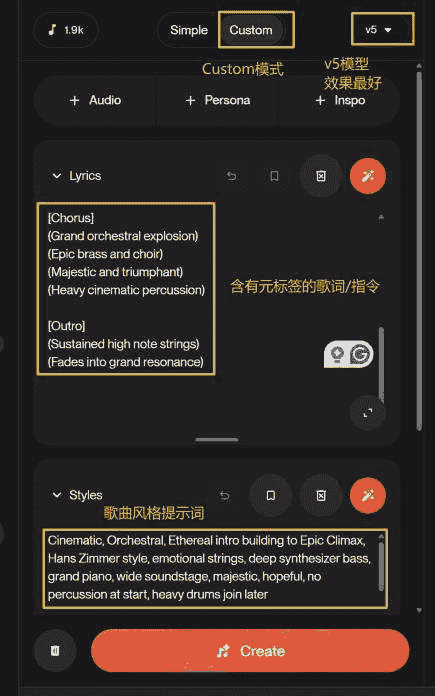 1.9k
Simple
Custom
v5
Custom模式
v5模型
效果最好
+ Audio
+ Persona
+ Inspo
Lyrics
[Chorus]
(Grand orchestral explosion)
(Epic brass and choir)
(Majestic and triumphant)
(Heavy cinematic percussion)
含有元标签的歌词/指令
[Outro]
(Sustained high note strings)
(Fades into grand resonance)
Styles
歌曲风格提示词
Cinematic, Orchestral, Ethereal intro building to Epic Climax,
Hans Zimmer style, emotional strings, deep synthesizer bass,
grand piano, wide soundstage, majestic, hopeful, no
percussion at start, heavy drums join later
Create